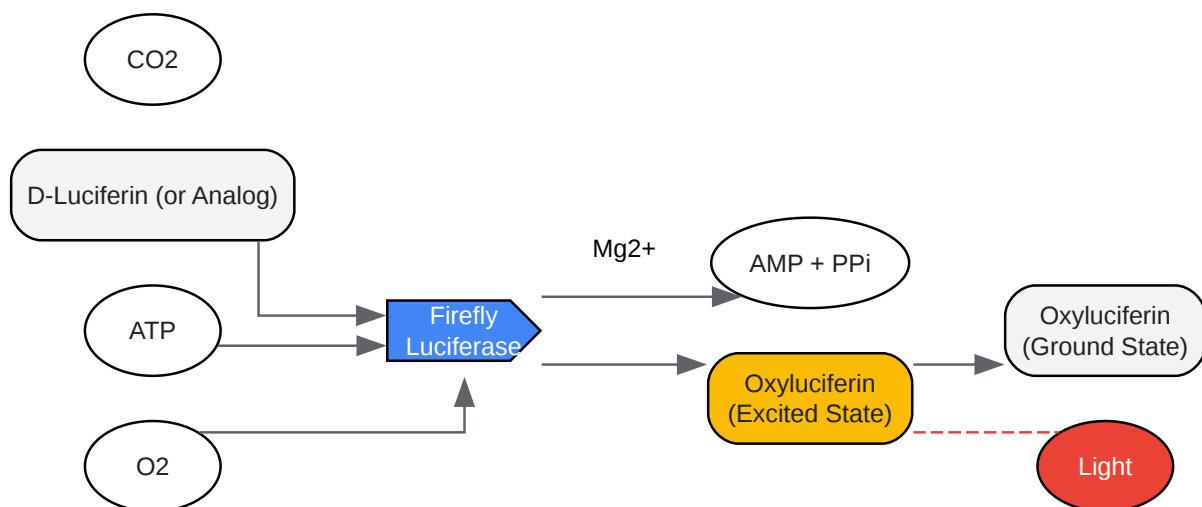 CO2
D-Luciferin (or Analog)
ATP
O2
Firefly
Luciferase
Mg2+
AMP + PPi
Oxyluciferin
(Excited State)
Oxyluciferin
(Ground State)
Light